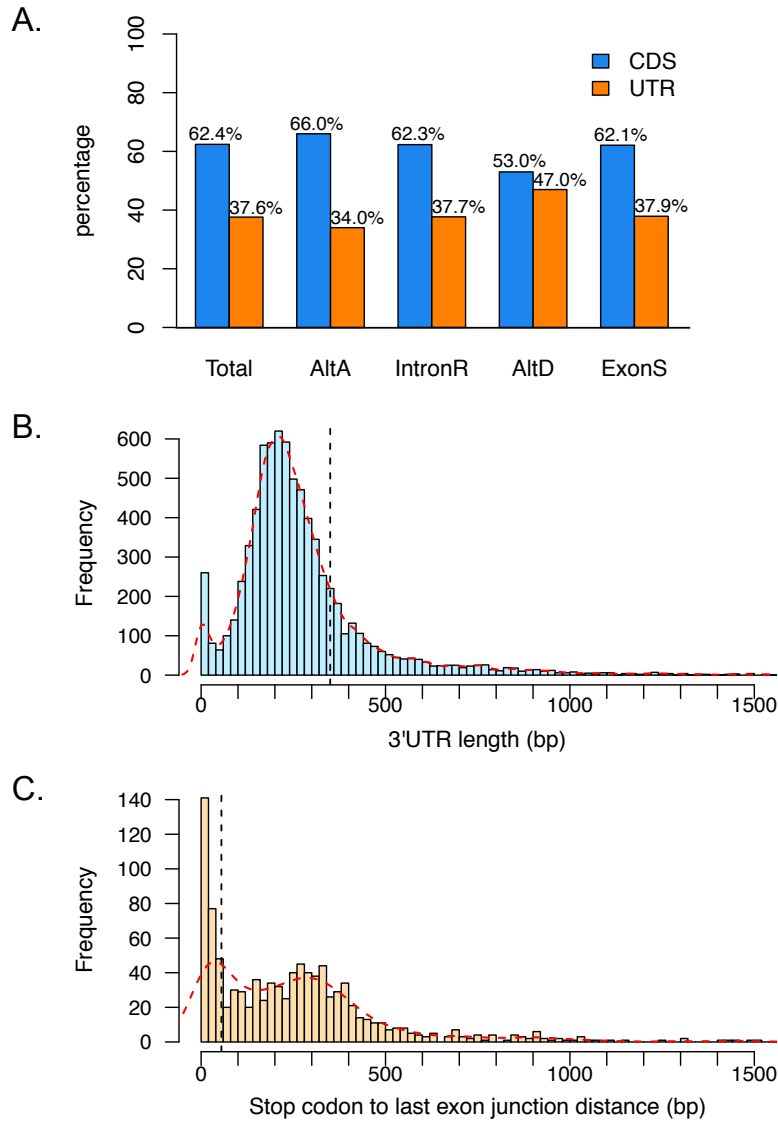 A.
percentage
0 20 40 60 80 100
CDS
UTR
62.4% 37.6% 66.0% 34.0% 62.3% 37.7% 53.0% 47.0% 62.1% 37.9%
Total AltA IntronR AltD ExonS
B.
Frequency
0 100 200 300 400 500 600
0 500 1000 1500
3'UTR length (bp)
C.
Frequency
0 20 40 60 80 100 120 140
0 500 1000 1500
Stop codon to last exon junction distance (bp)